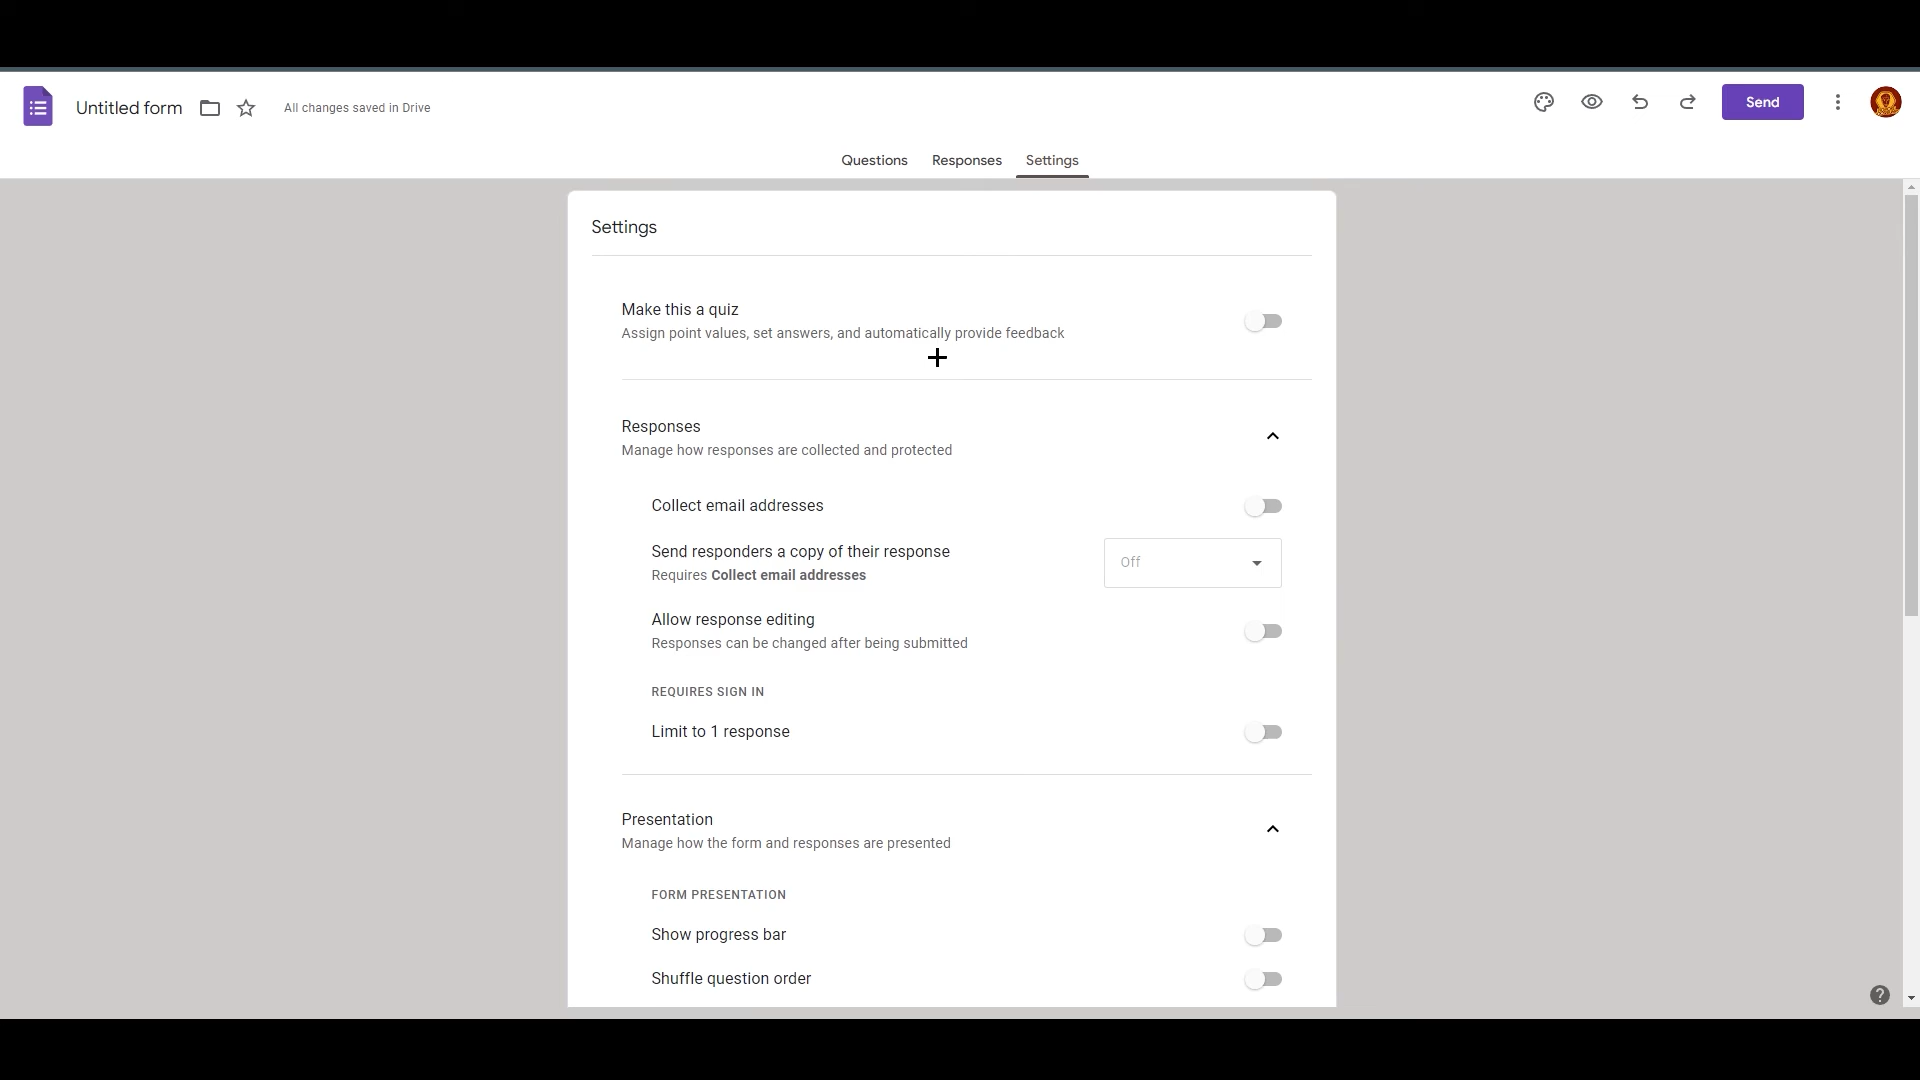 Untitled form
All changes saved in Drive
Send
Questions Responses Settings
Settings
Make this a quiz
Assign point values, set answers, and automatically provide feedback
Responses
Manage how responses are collected and protected
Collect email addresses
Send responders a copy of their response
Requires Collect email addresses
Off
Allow response editing
Responses can be changed after being submitted
REQUIRES SIGN IN
Limit to 1 response
Presentation
Manage how the form and responses are presented
FORM PRESENTATION
Show progress bar
Shuffle question order